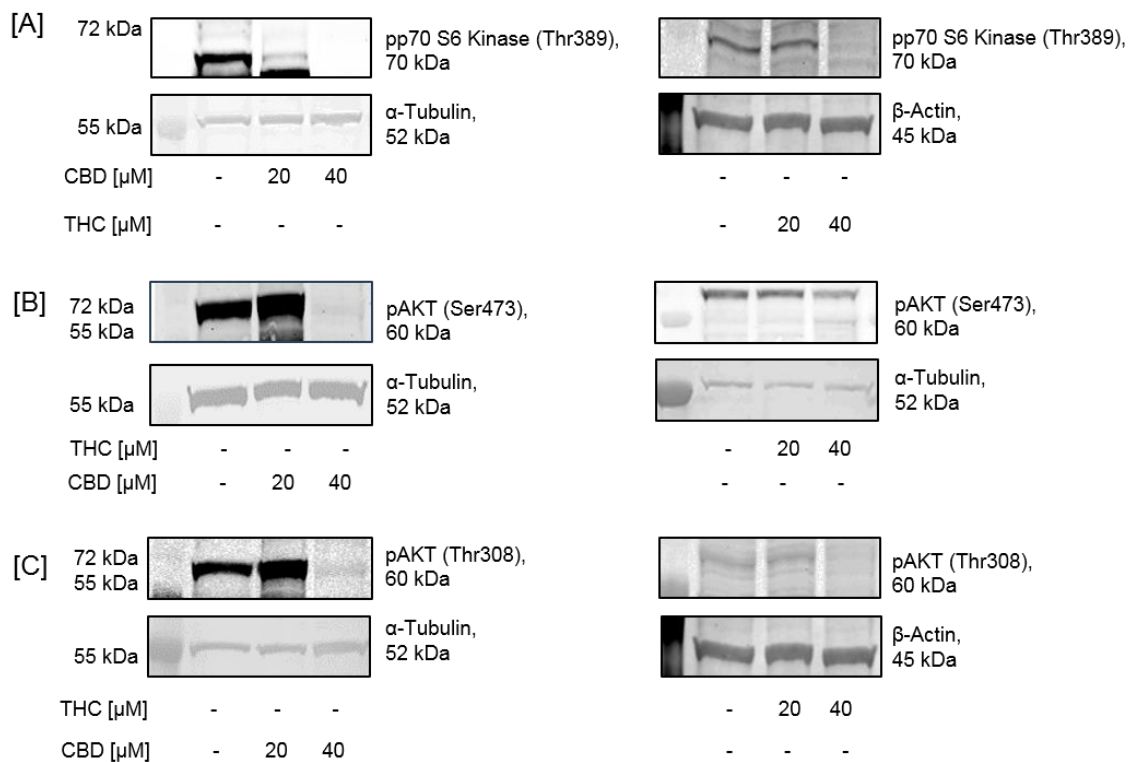 [A]
72 kDa
pp70 S6 Kinase (Thr389),
70 kDa
pp70 S6 Kinase (Thr389),
70 kDa
55 kDa
α-Tubulin,
52 kDa
β-Actin,
45 kDa
CBD [µM] - 20 40 - - -
THC [µM] - - - - 20 40
[B]
72 kDa
55 kDa
pAKT (Ser473),
60 kDa
pAKT (Ser473),
60 kDa
55 kDa
α-Tubulin,
52 kDa
α-Tubulin,
52 kDa
THC [µM] - - - - 20 40
CBD [µM] - 20 40 - - -
[C]
72 kDa
55 kDa
pAKT (Thr308),
60 kDa
pAKT (Thr308),
60 kDa
55 kDa
α-Tubulin,
52 kDa
β-Actin,
45 kDa
THC [µM] - - - - 20 40
CBD [µM] - 20 40 - - -